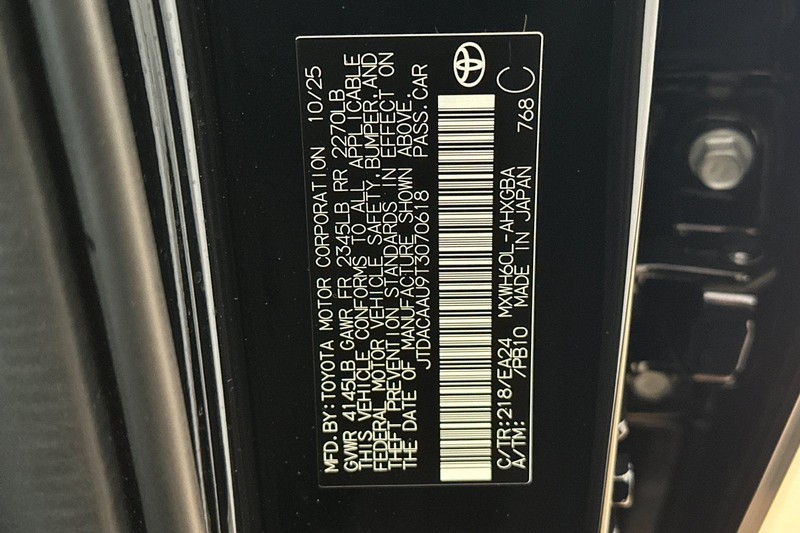 MFD. BY: TOYOTA MOTOR CORPORATION 10/25
GVWR 4145LB GAWR FR 2345LB RR 2270LB
THIS VEHICLE CONFORMS TO ALL APPLICABLE
FEDERAL MOTOR VEHICLE SAFETY, BUMPER, AND
THEFT PREVENTION STANDARDS IN EFFECT ON
THE DATE OF MANUFACTURE SHOWN ABOVE.
JTDACAAU9T3070618 PASS. CAR
C/TR: 218/EA24 MXWH60L-AHXGBA
A/TM: /PB10 MADE IN JAPAN 768 C